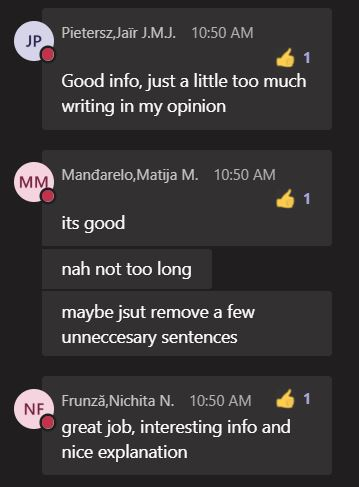 JP
Pietersz,Jaïr J.M.J. 10:50 AM
👍 1
Good info, just a little too much
writing in my opinion
MM
Manđarelo,Matija M. 10:50 AM
👍 1
its good
nah not too long
maybe jsut remove a few
unneccesary sentences
NF
Frunză,Nichita N. 10:50 AM
👍 1
great job, interesting info and
nice explanation